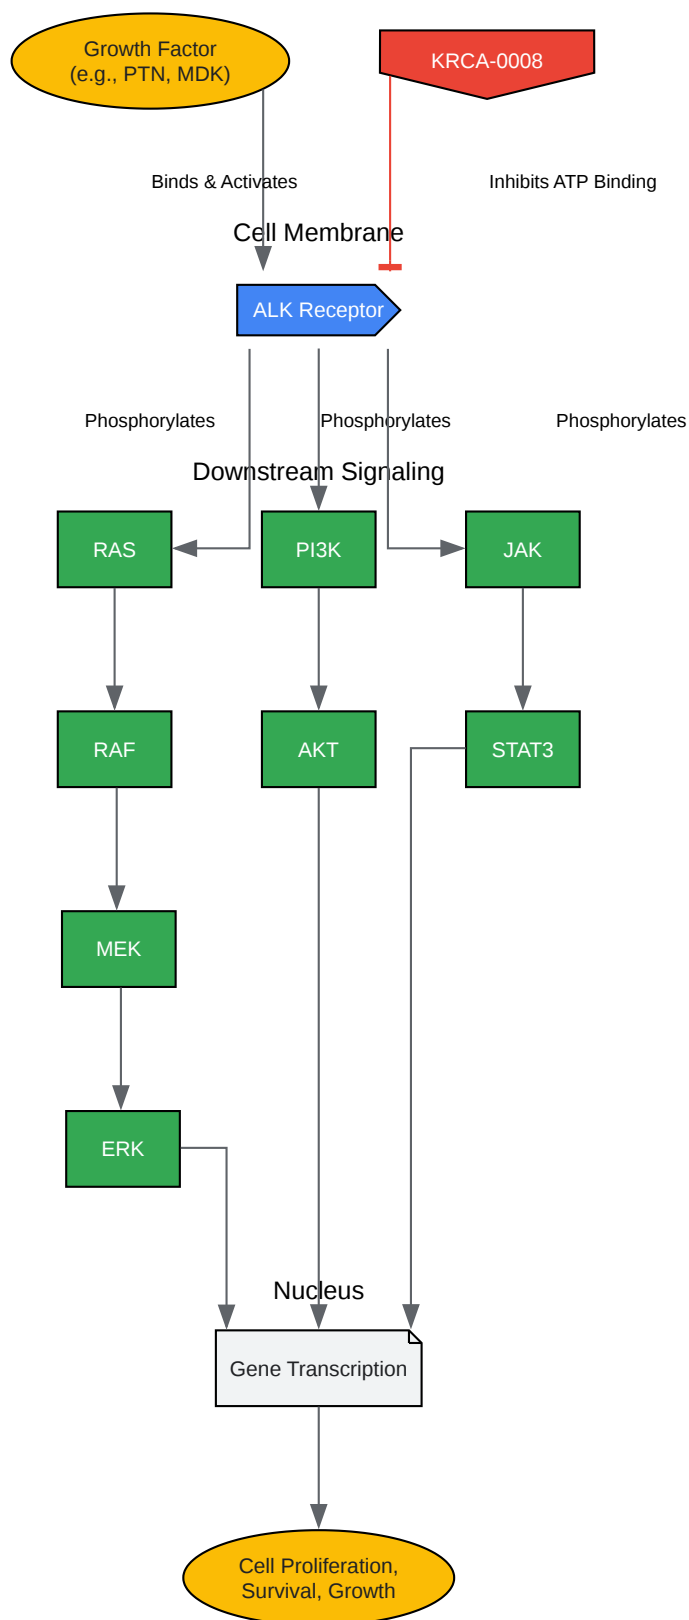 Growth Factor
(e.g., PTN, MDK)
KRCA-0008
Binds & Activates
Inhibits ATP Binding
Cell Membrane
ALK Receptor
Phosphorylates
Phosphorylates
Phosphorylates
Downstream Signaling
RAS
PI3K
JAK
RAF
AKT
STAT3
MEK
ERK
Nucleus
Gene Transcription
Cell Proliferation,
Survival, Growth